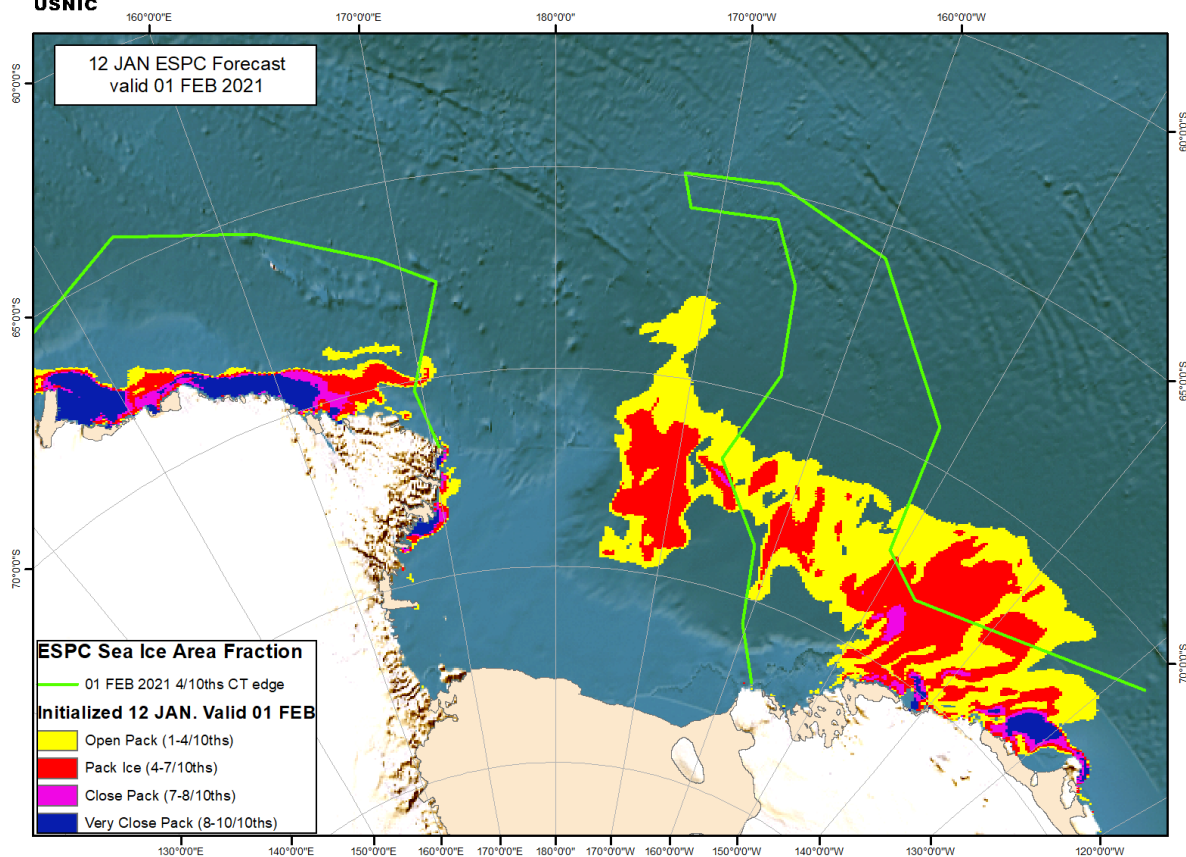 USNIC
160°0'0"E 170°0'0"E 180°0'0" 170°0'0"W 160°0'0"W
12 JAN ESPC Forecast
valid 01 FEB 2021
60°0'0"S
60°0'0"S
65°0'0"S
65°0'0"S
70°0'0"S
70°0'0"S
ESPC Sea Ice Area Fraction
01 FEB 2021 4/10ths CT edge
Initialized 12 JAN. Valid 01 FEB
Open Pack (1-4/10ths)
Pack Ice (4-7/10ths)
Close Pack (7-8/10ths)
Very Close Pack (8-10/10ths)
130°0'0"E 140°0'0"E 150°0'0"E 160°0'0"E 170°0'0"E 180°0'0" 170°0'0"W 160°0'0"W 150°0'0"W 140°0'0"W 130°0'0"W 120°0'0"W